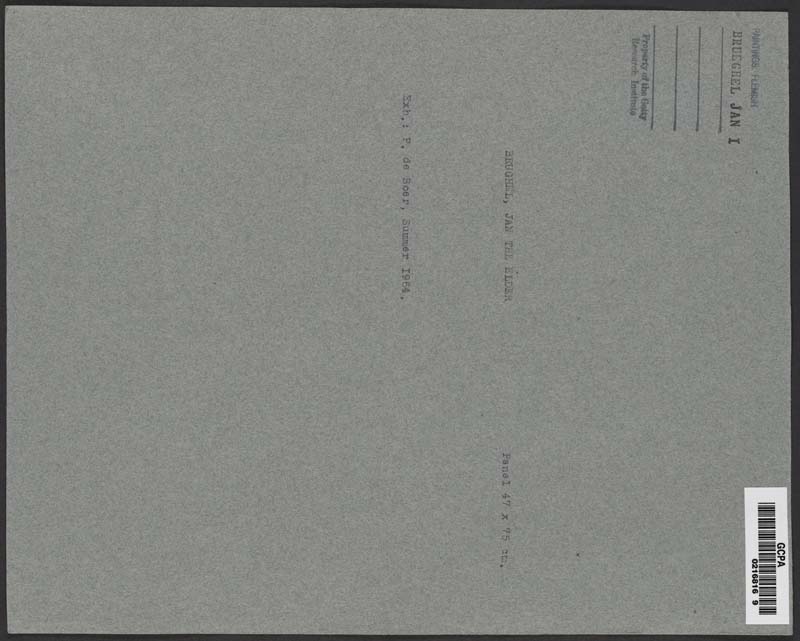 PAINTINGS, FLEMISH
BRUEGHEL JAN I
Property of the Getty
Research Institute
BRUGHEL, JAN THE ELDER
Panel 47 x 75 cm.
Exh.: P. de Boer, Summer 1964.
GCPA
0216816 9